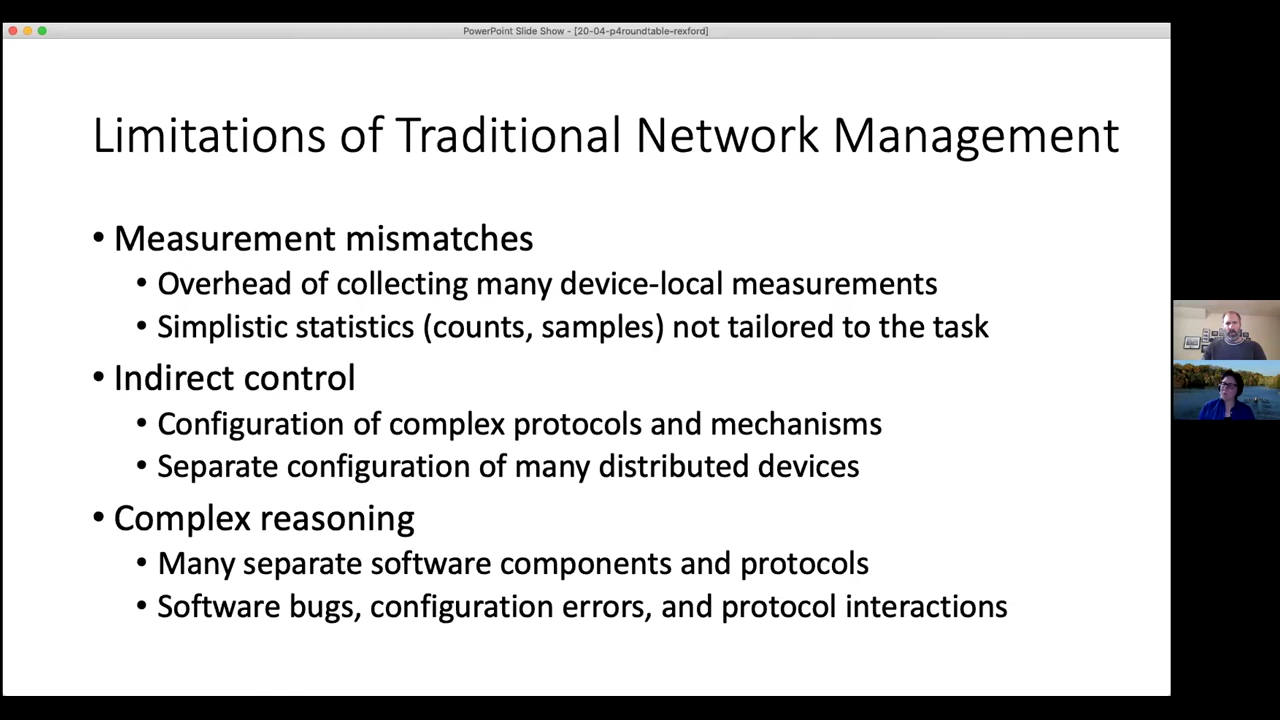 PowerPoint Slide Show - [20-04-p4roundtable-rexford]
Limitations of Traditional Network Management
• Measurement mismatches
• Overhead of collecting many device-local measurements
• Simplistic statistics (counts, samples) not tailored to the task
• Indirect control
• Configuration of complex protocols and mechanisms
• Separate configuration of many distributed devices
• Complex reasoning
• Many separate software components and protocols
• Software bugs, configuration errors, and protocol interactions